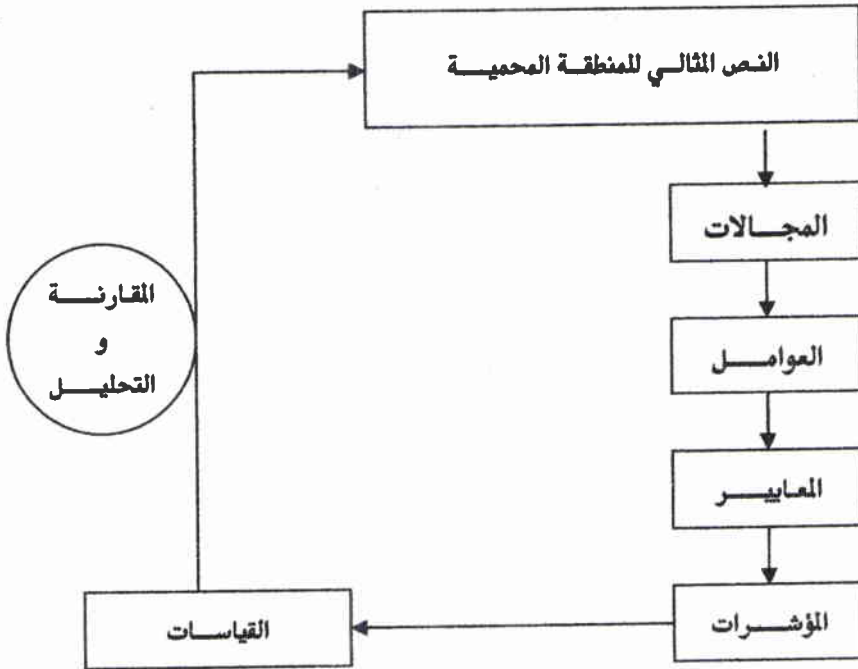 النص المثالي للمنطقة المحمية
المجالات
العوامل
المعايير
المؤشرات
القياسات
المقارنة
و
التحليل